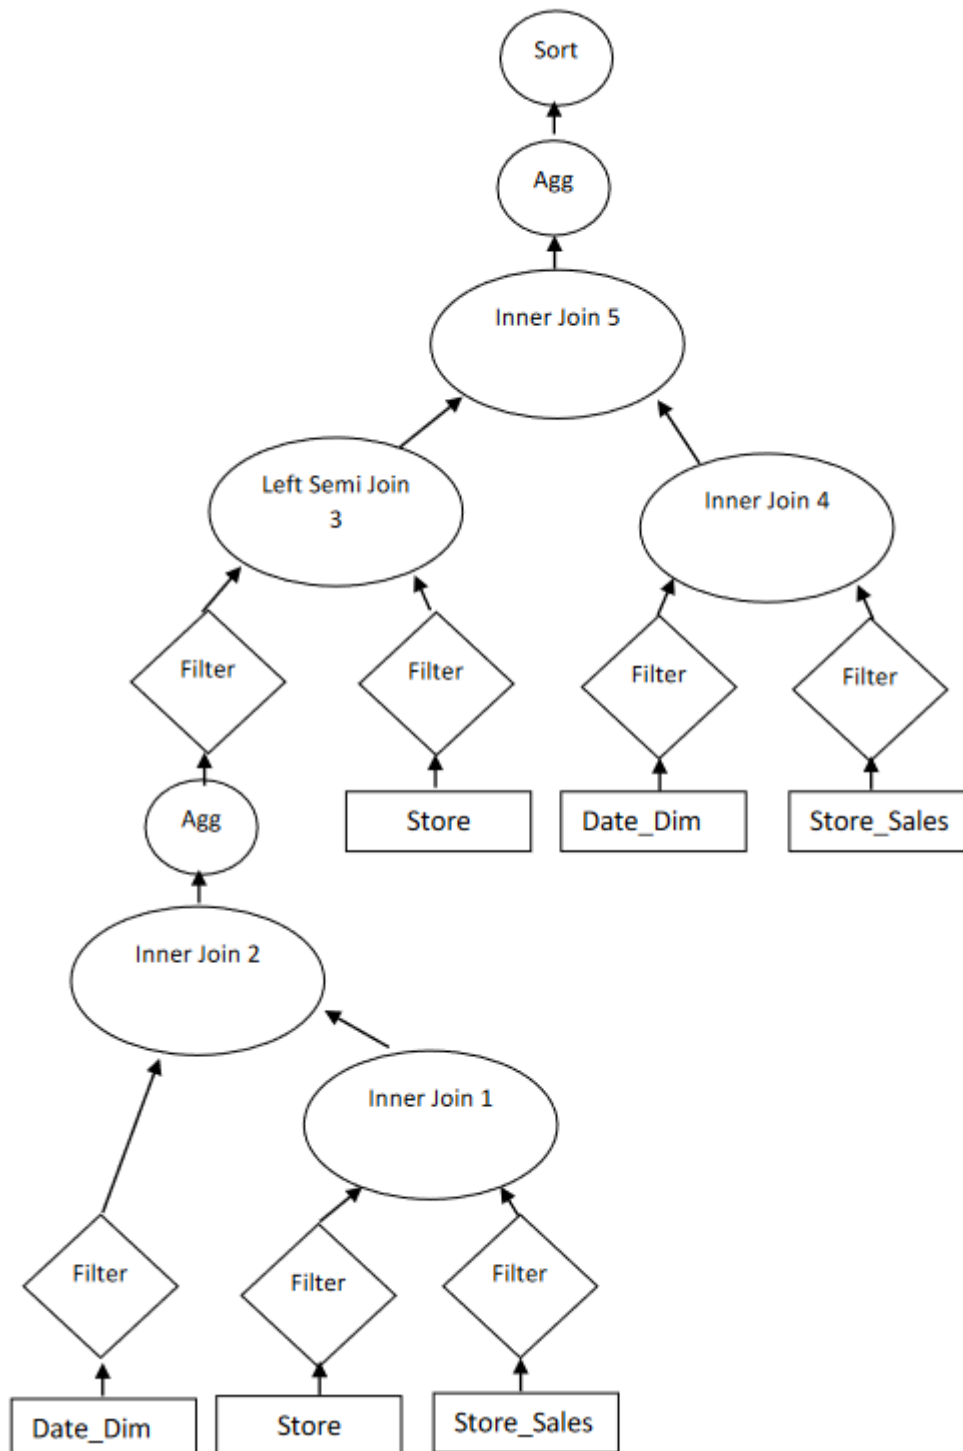 Sort
Agg
Inner Join 5
Left Semi Join
3
Inner Join 4
Filter
Filter
Filter
Filter
Agg
Store
Date_Dim
Store_Sales
Inner Join 2
Inner Join 1
Filter
Filter
Filter
Date_Dim
Store
Store_Sales